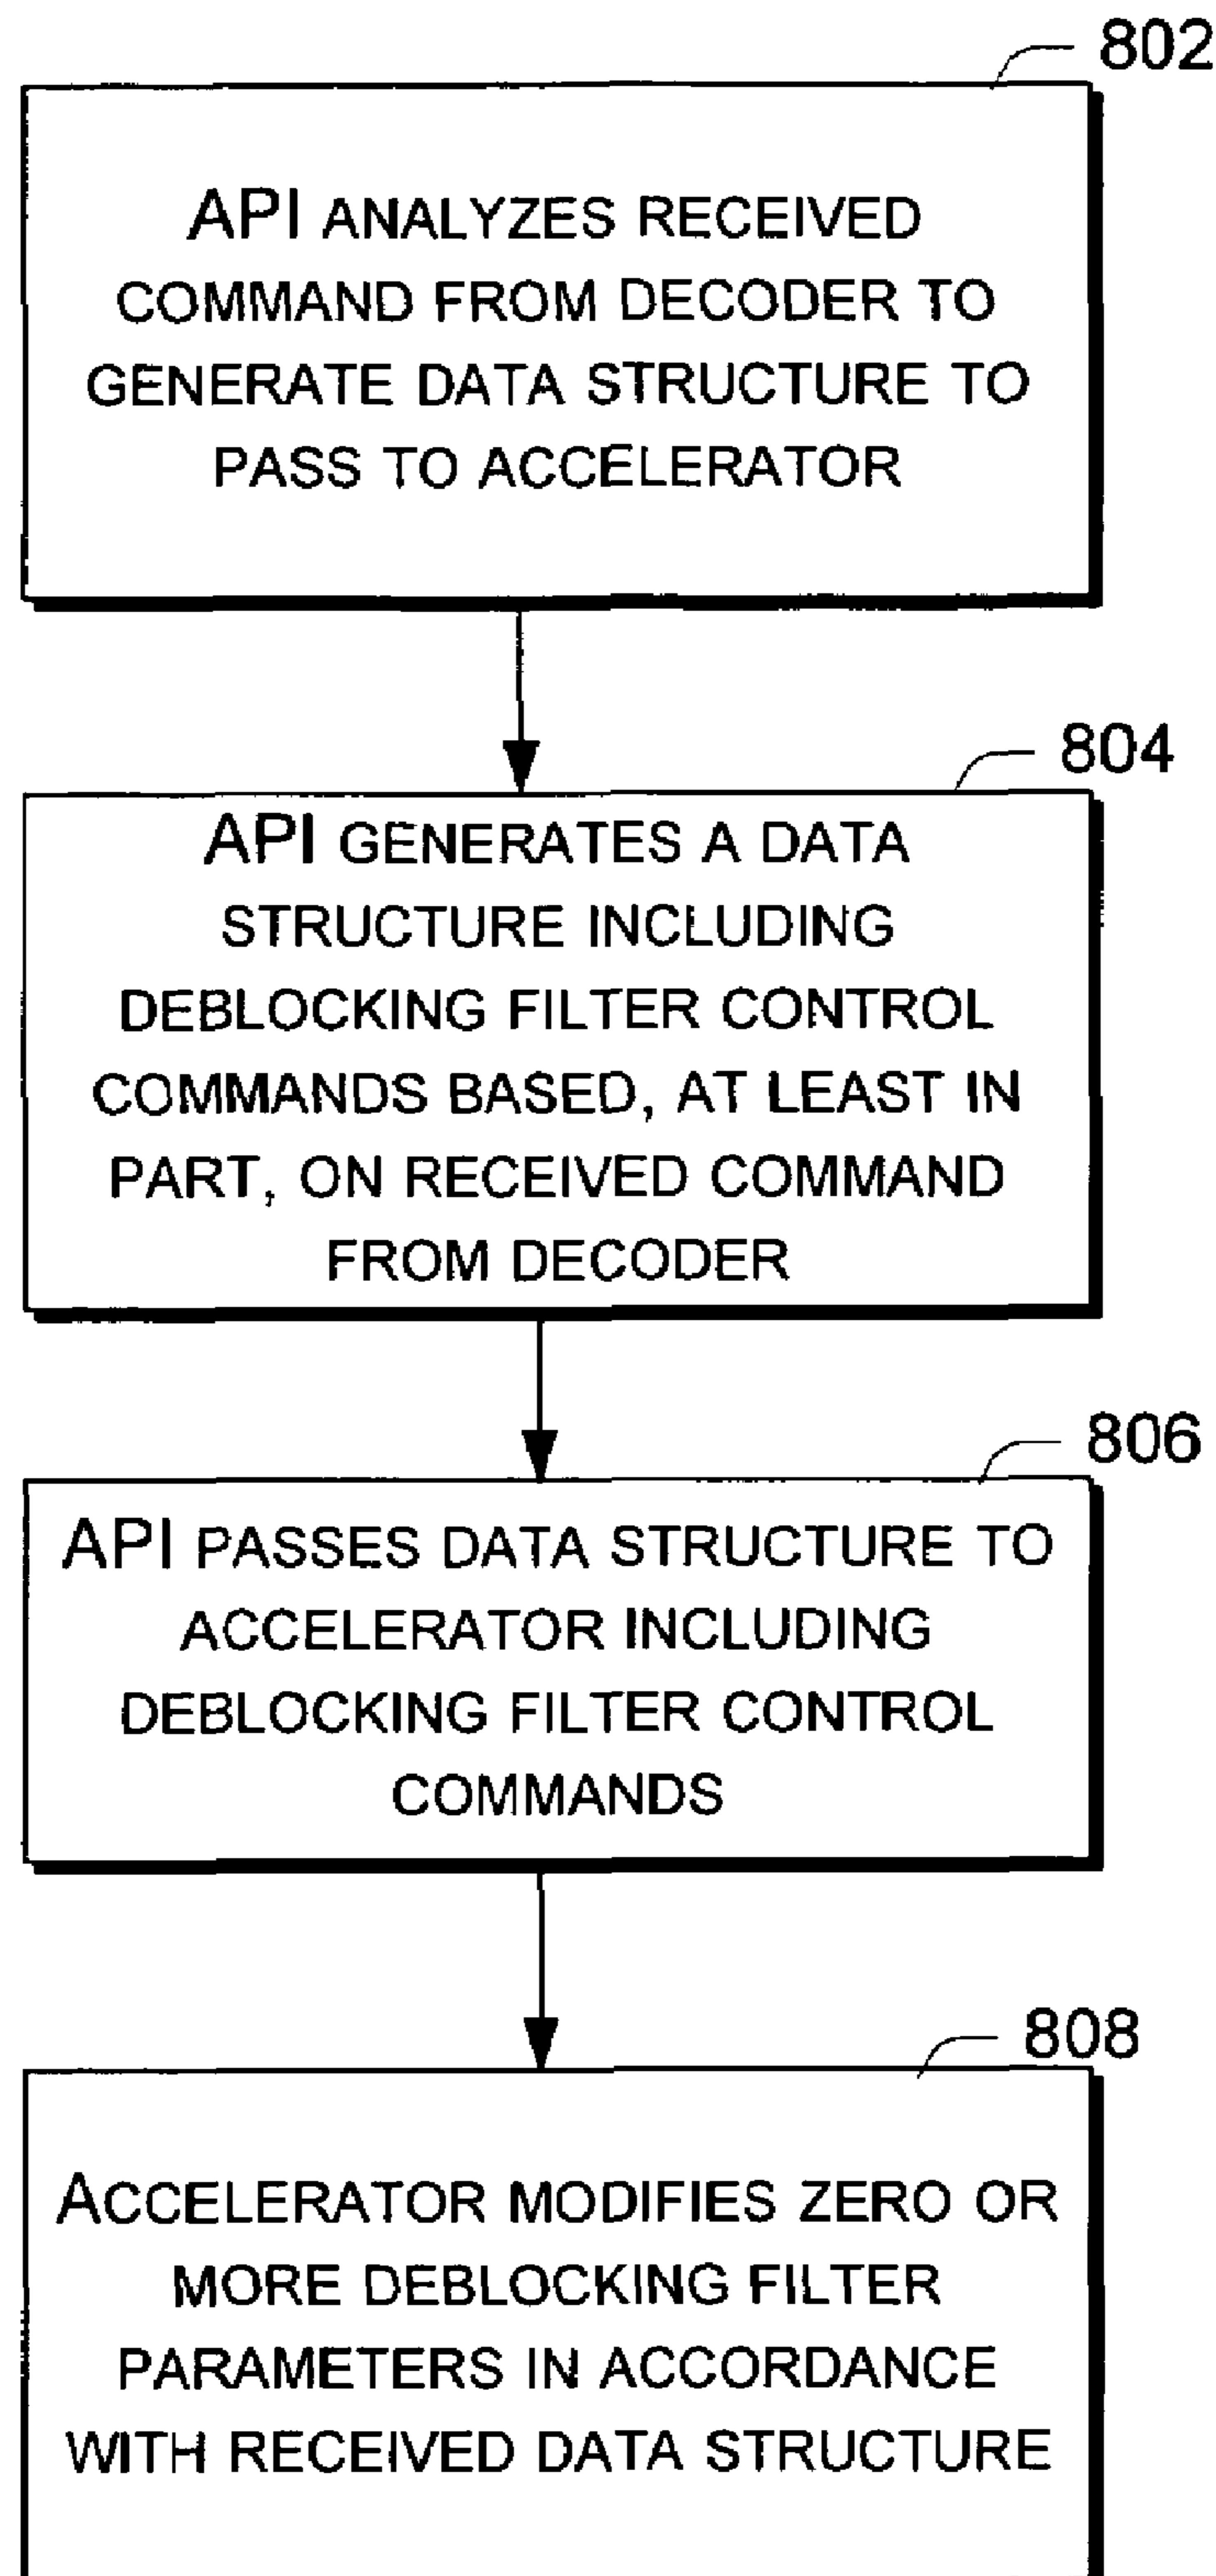 802
API ANALYZES RECEIVED
COMMAND FROM DECODER TO
GENERATE DATA STRUCTURE TO
PASS TO ACCELERATOR
804
API GENERATES A DATA
STRUCTURE INCLUDING
DEBLOCKING FILTER CONTROL
COMMANDS BASED, AT LEAST IN
PART, ON RECEIVED COMMAND
FROM DECODER
806
API PASSES DATA STRUCTURE TO
ACCELERATOR INCLUDING
DEBLOCKING FILTER CONTROL
COMMANDS
808
ACCELERATOR MODIFIES ZERO OR
MORE DEBLOCKING FILTER
PARAMETERS IN ACCORDANCE
WITH RECEIVED DATA STRUCTURE